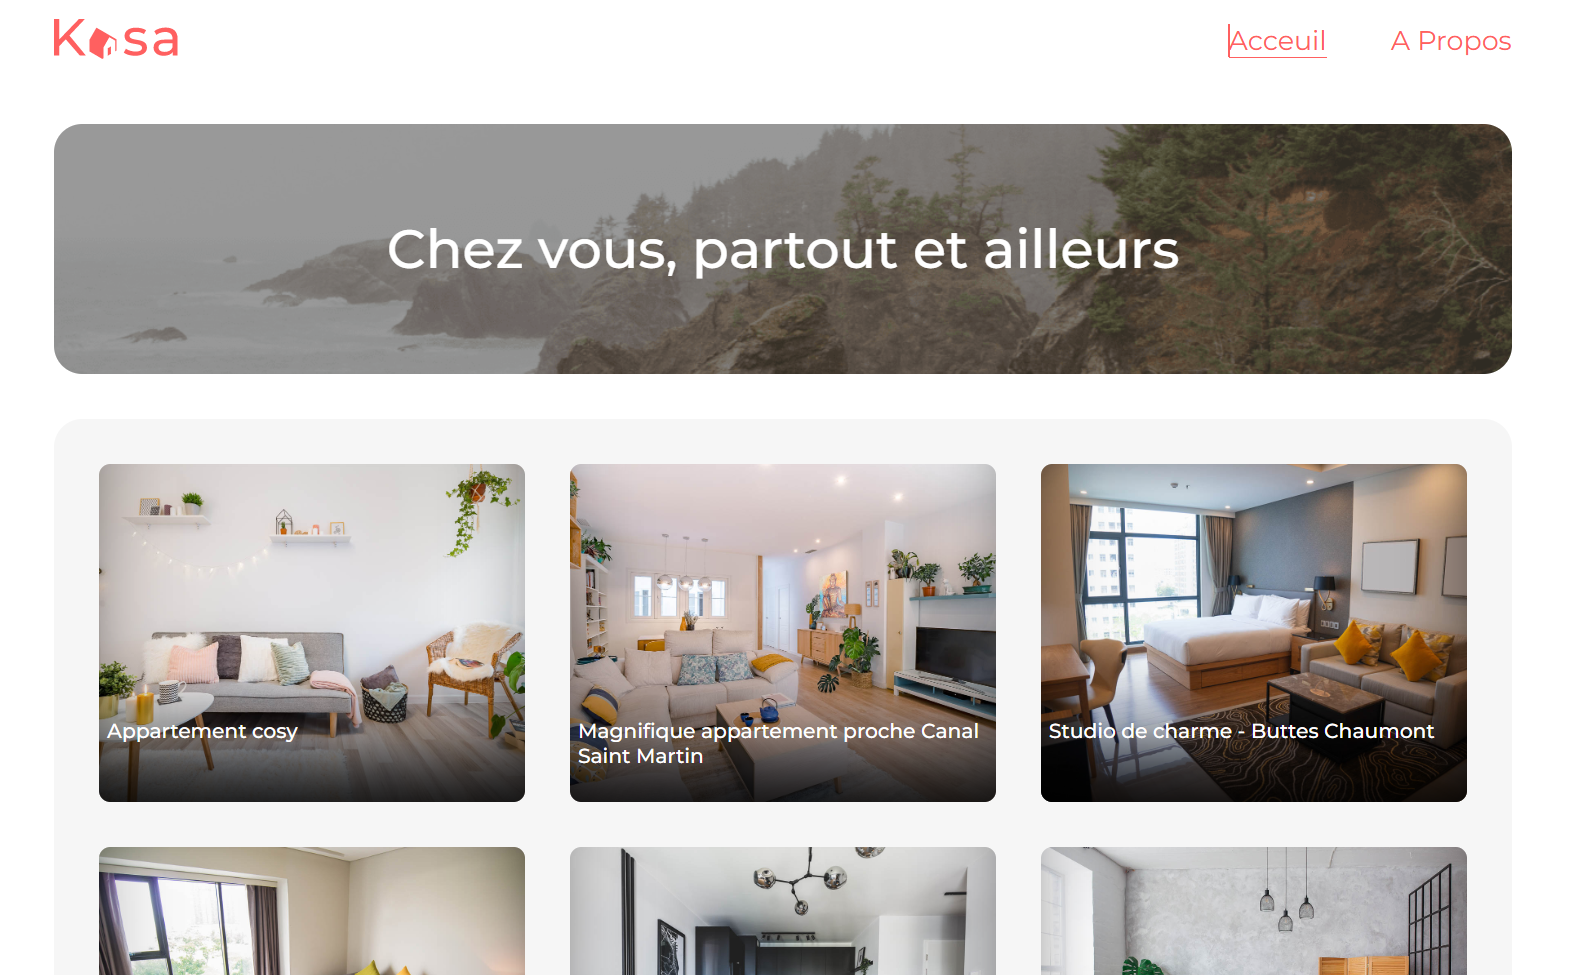 Kasa
Acceuil
A Propos
Chez vous, partout et ailleurs
Appartement cosy
Magnifique appartement proche Canal
Saint Martin
Studio de charme - Buttes Chaumont